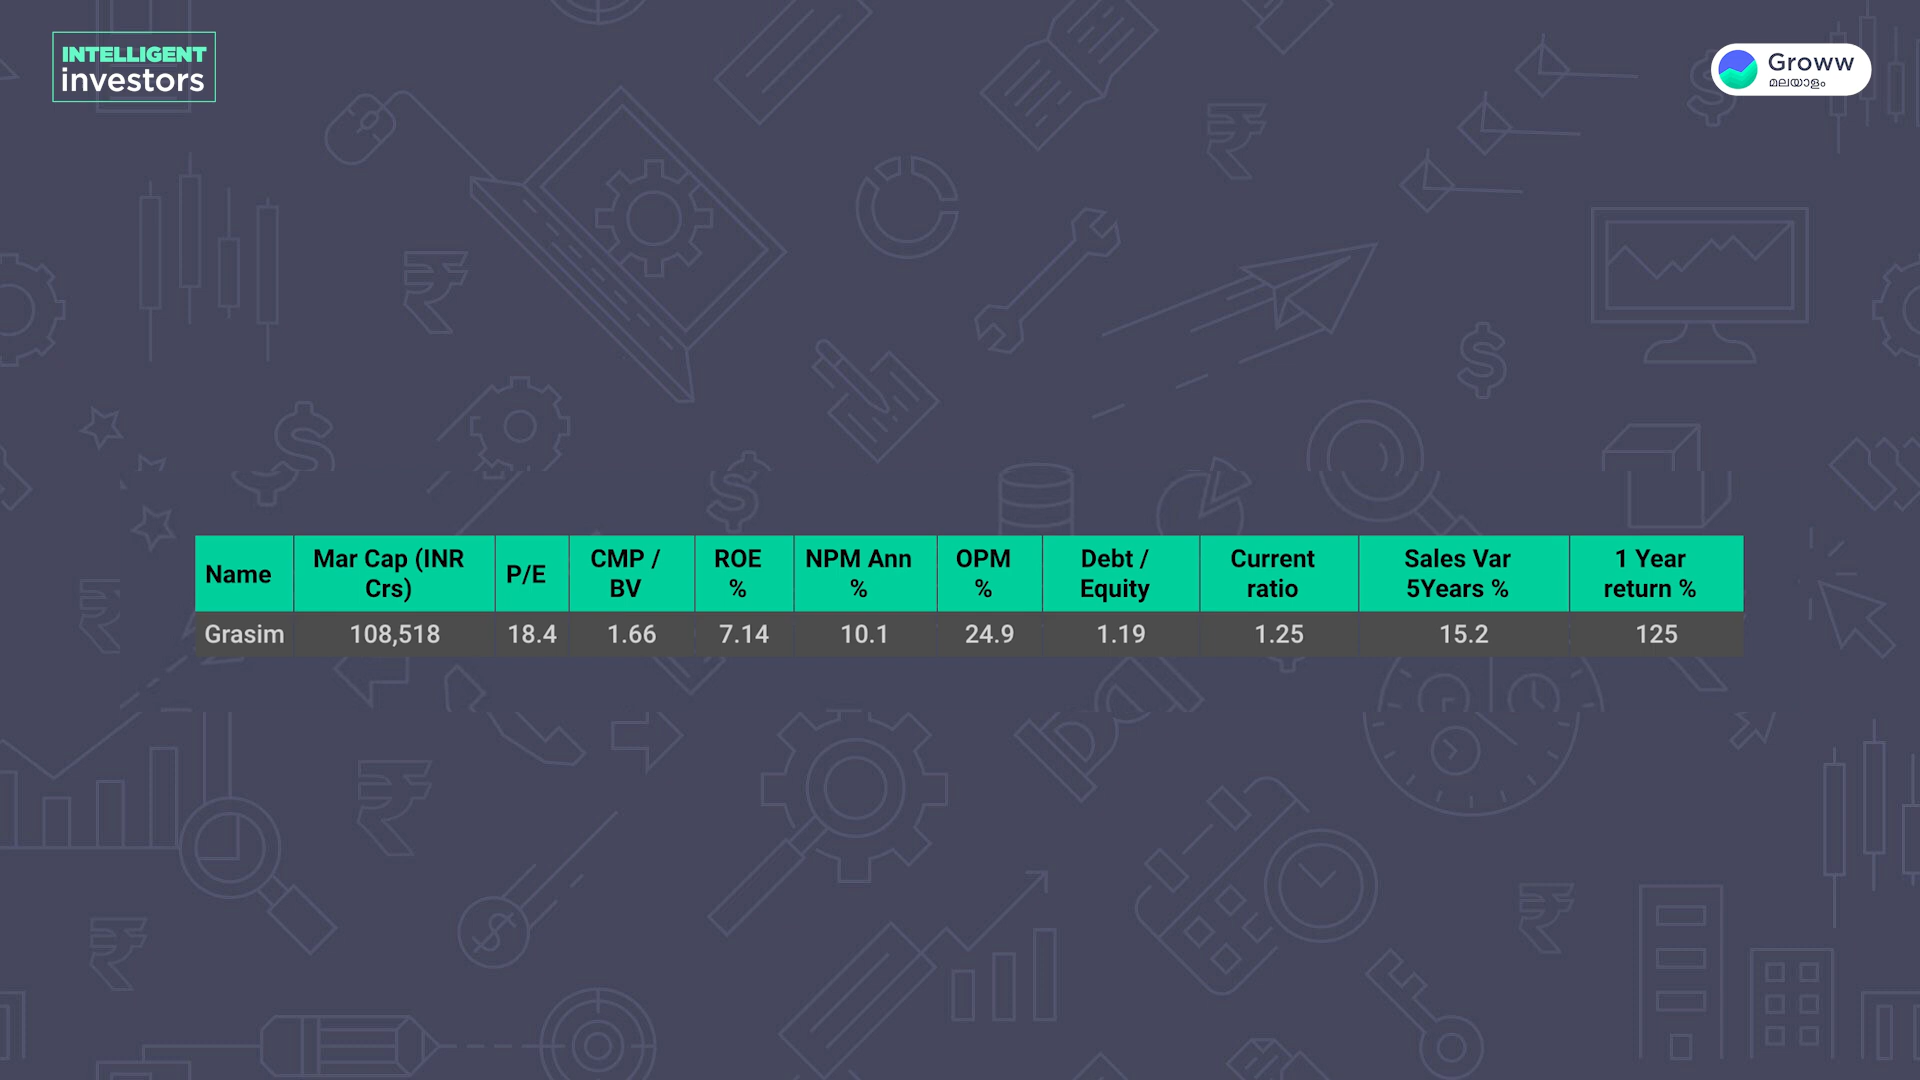 INTELLIGENT
investors
Groww
മലയാളം
Name Mar Cap (INR Crs) P/E CMP / BV ROE % NPM Ann % OPM % Debt / Equity Current ratio Sales Var 5Years % 1 Year return %
Grasim 108,518 18.4 1.66 7.14 10.1 24.9 1.19 1.25 15.2 125